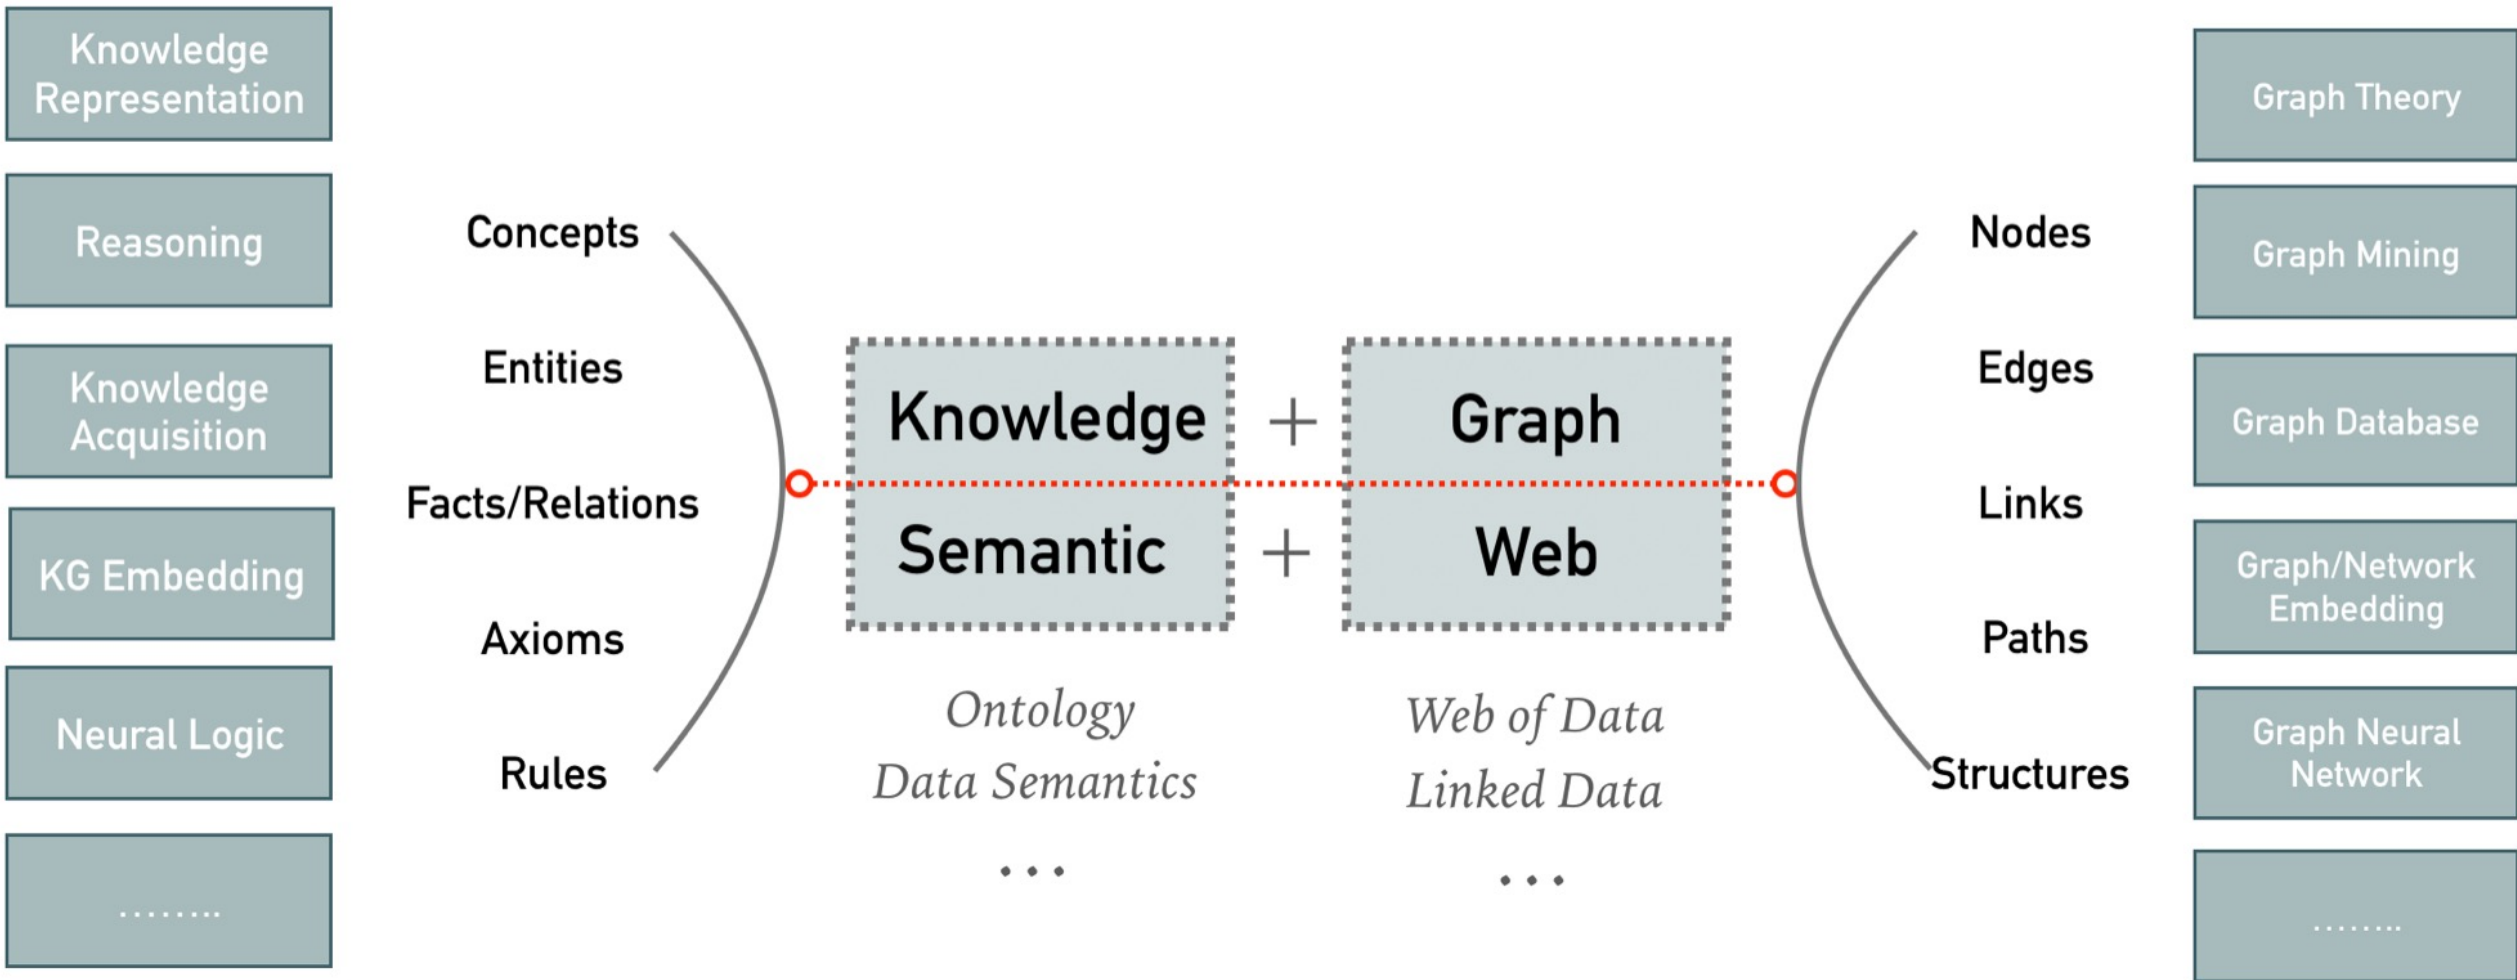 Knowledge
Representation
Reasoning
Knowledge
Acquisition
KG Embedding
Neural Logic
........
Concepts
Entities
Facts/Relations
Axioms
Rules
Knowledge + Graph
Semantic + Web
Ontology
Data Semantics
...
Web of Data
Linked Data
...
Nodes
Edges
Links
Paths
Structures
Graph Theory
Graph Mining
Graph Database
Graph/Network
Embedding
Graph Neural
Network
........